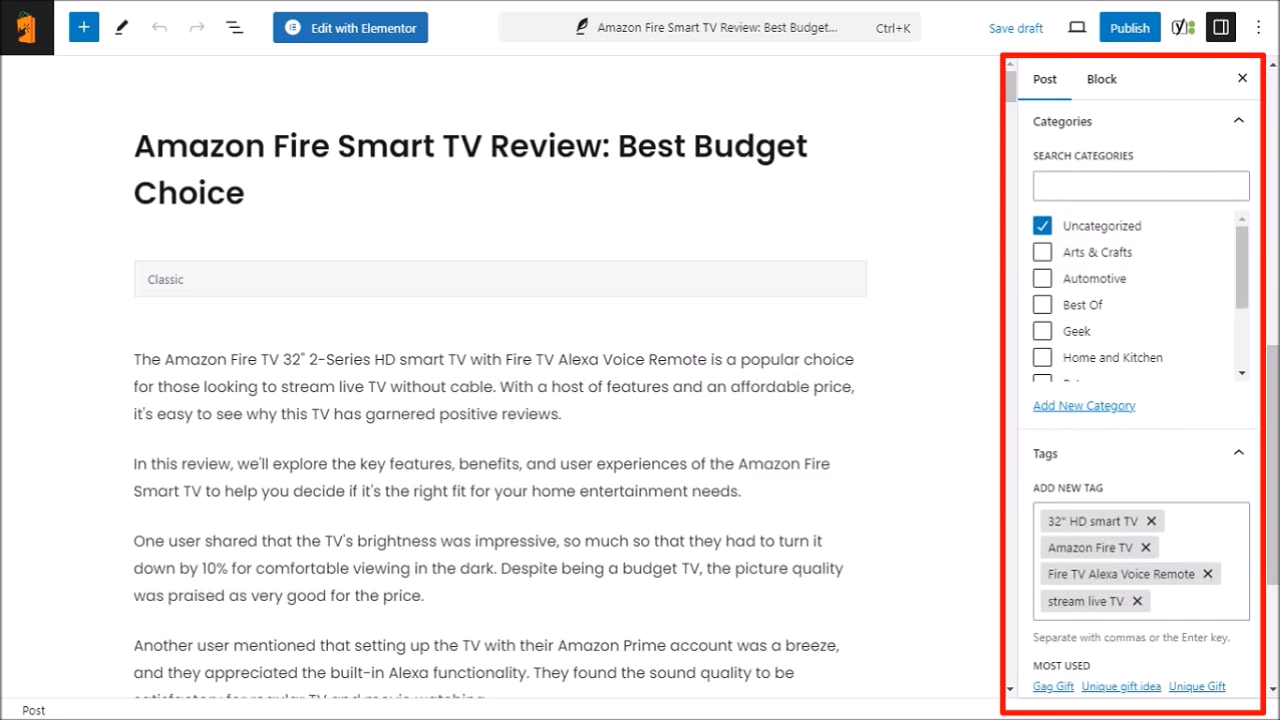 Edit with Elementor
Amazon Fire Smart TV Review: Best Budget...
Ctrl+K
Save draft
Publish
Amazon Fire Smart TV Review: Best Budget
Choice
Classic
The Amazon Fire TV 32" 2-Series HD smart TV with Fire TV Alexa Voice Remote is a popular choice
for those looking to stream live TV without cable. With a host of features and an affordable price,
it's easy to see why this TV has garnered positive reviews.
In this review, we'll explore the key features, benefits, and user experiences of the Amazon Fire
Smart TV to help you decide if it's the right fit for your home entertainment needs.
One user shared that the TV's brightness was impressive, so much so that they had to turn it
down by 10% for comfortable viewing in the dark. Despite being a budget TV, the picture quality
was praised as very good for the price.
Another user mentioned that setting up the TV with their Amazon Prime account was a breeze,
and they appreciated the built-in Alexa functionality. They found the sound quality to be
satisfactory for regular TV and movie watching.
Post
Block
Categories
SEARCH CATEGORIES
Uncategorized
Arts & Crafts
Automotive
Best Of
Geek
Home and Kitchen
Add New Category
Tags
ADD NEW TAG
32" HD smart TV
Amazon Fire TV
Fire TV Alexa Voice Remote
stream live TV
Separate with commas or the Enter key.
MOST USED
Gag Gift Unique gift idea Unique Gift
Post